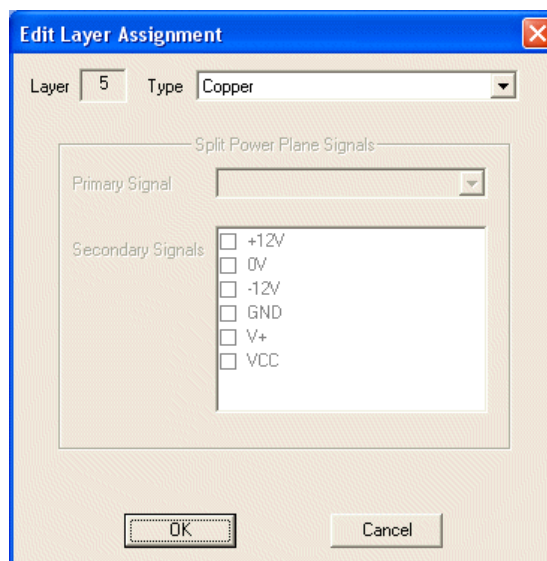 Edit Layer Assignment
Layer 5 Type Copper
Split Power Plane Signals
Primary Signal
Secondary Signals
+12V
0V
-12V
GND
V+
VCC
OK Cancel